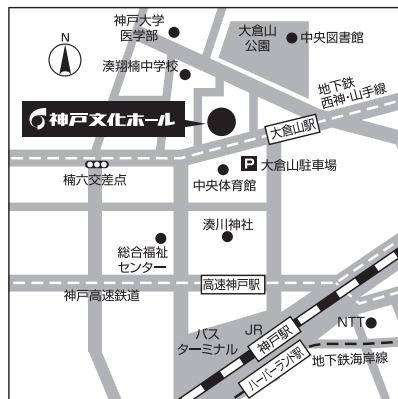 神戸大学
医学部
大倉山
公園
中央図書館
N
湊翔楠中学校
地下鉄
西神・山手線
神戸文化ホール
大倉山駅
P 大倉山駐車場
楠六交差点
中央体育館
湊川神社
総合福祉
センター
高速神戸駅
神戸高速鉄道
バス
ターミナル
JR
神戸駅
NTT
ハーバーランド駅
地下鉄海岸線